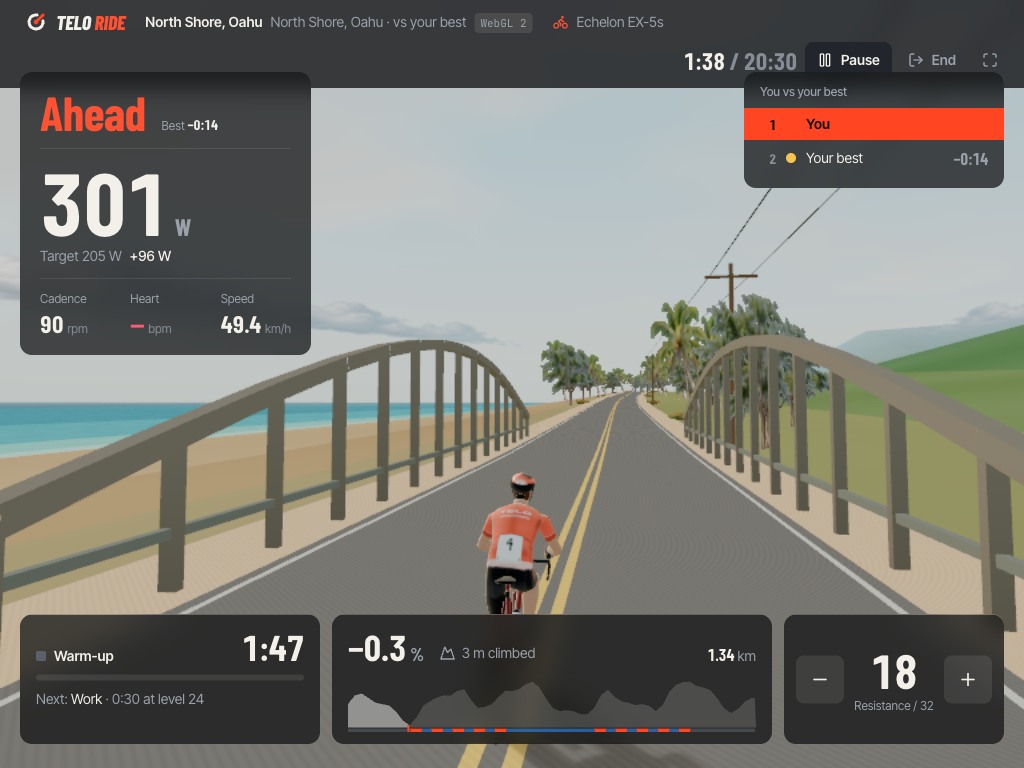 TELO RIDE North Shore, Oahu North Shore, Oahu · vs your best WebGL 2 Echelon EX-5s
1:38 / 20:30 Pause End
Ahead Best −0:14
301 W
Target 205 W +96 W
Cadence Heart Speed
90 rpm — bpm 49.4 km/h
You vs your best
1 You
2 Your best −0:14
TELO
4
Warm-up 1:47
Next: Work · 0:30 at level 24
−0.3 % 3 m climbed 1.34 km
− 18 +
Resistance / 32